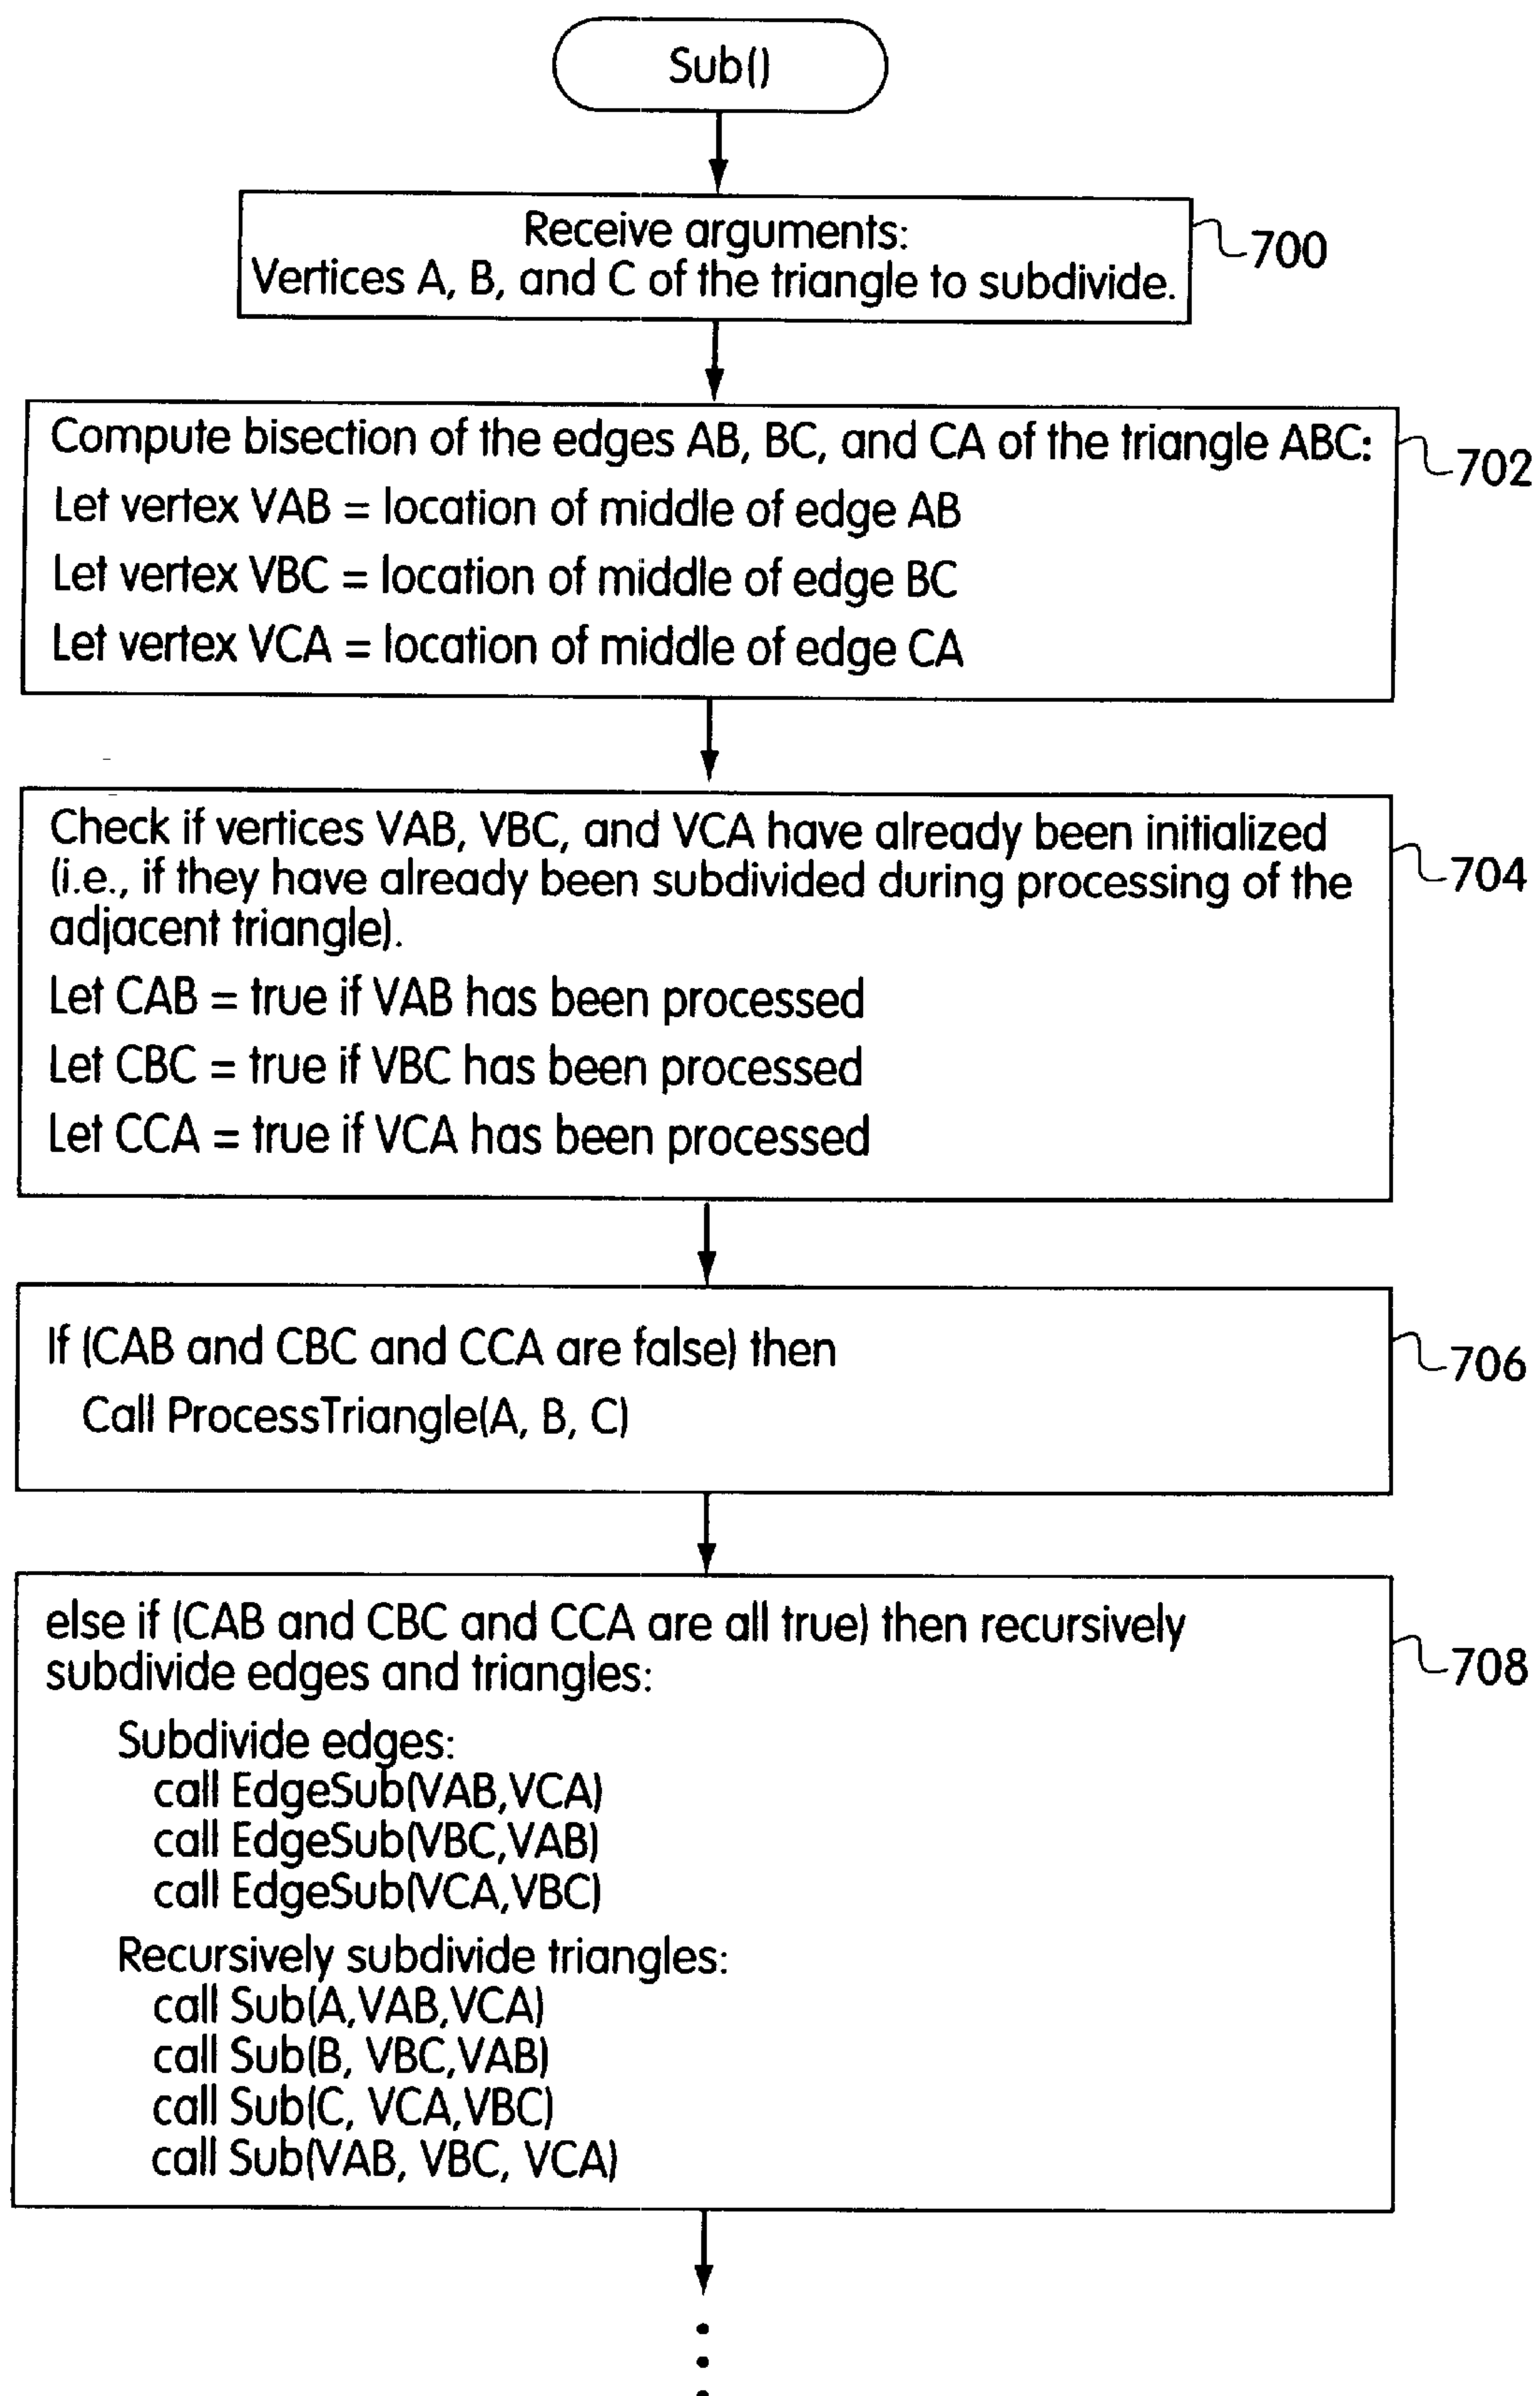 Sub()
Receive arguments:
Vertices A, B, and C of the triangle to subdivide.
700
Compute bisection of the edges AB, BC, and CA of the triangle ABC:
Let vertex VAB = location of middle of edge AB
Let vertex VBC = location of middle of edge BC
Let vertex VCA = location of middle of edge CA
702
Check if vertices VAB, VBC, and VCA have already been initialized
(i.e., if they have already been subdivided during processing of the
adjacent triangle).
Let CAB = true if VAB has been processed
Let CBC = true if VBC has been processed
Let CCA = true if VCA has been processed
704
If (CAB and CBC and CCA are false) then
Call ProcessTriangle(A, B, C)
706
else if (CAB and CBC and CCA are all true) then recursively
subdivide edges and triangles:
Subdivide edges:
call EdgeSub(VAB,VCA)
call EdgeSub(VBC,VAB)
call EdgeSub(VCA,VBC)
Recursively subdivide triangles:
call Sub(A,VAB,VCA)
call Sub(B, VBC,VAB)
call Sub(C, VCA,VBC)
call Sub(VAB, VBC, VCA)
708